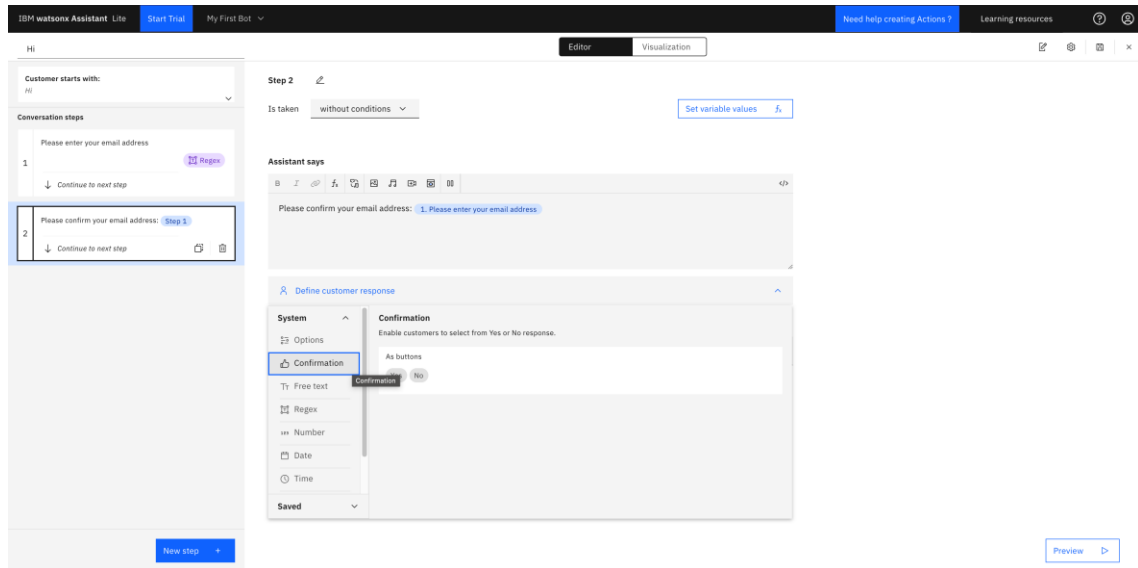 IBM watsonx Assistant Lite Start Trial My First Bot Need help creating Actions ? Learning resources
Hi
Editor Visualization
Customer starts with:
Hi
Conversation steps
1
Please enter your email address
Regex
Continue to next step
2
Please confirm your email address: Step 1
Continue to next step
New step +
Step 2
Is taken without conditions
Set variable values fx
Assistant says
B I fx </>
Please confirm your email address: 1. Please enter your email address
Define customer response
System
Options
Confirmation
Tт Free text
Regex
Number
Date
Time
Saved
Confirmation
Enable customers to select from Yes or No response.
As buttons
Yes No
Confirmation
Preview